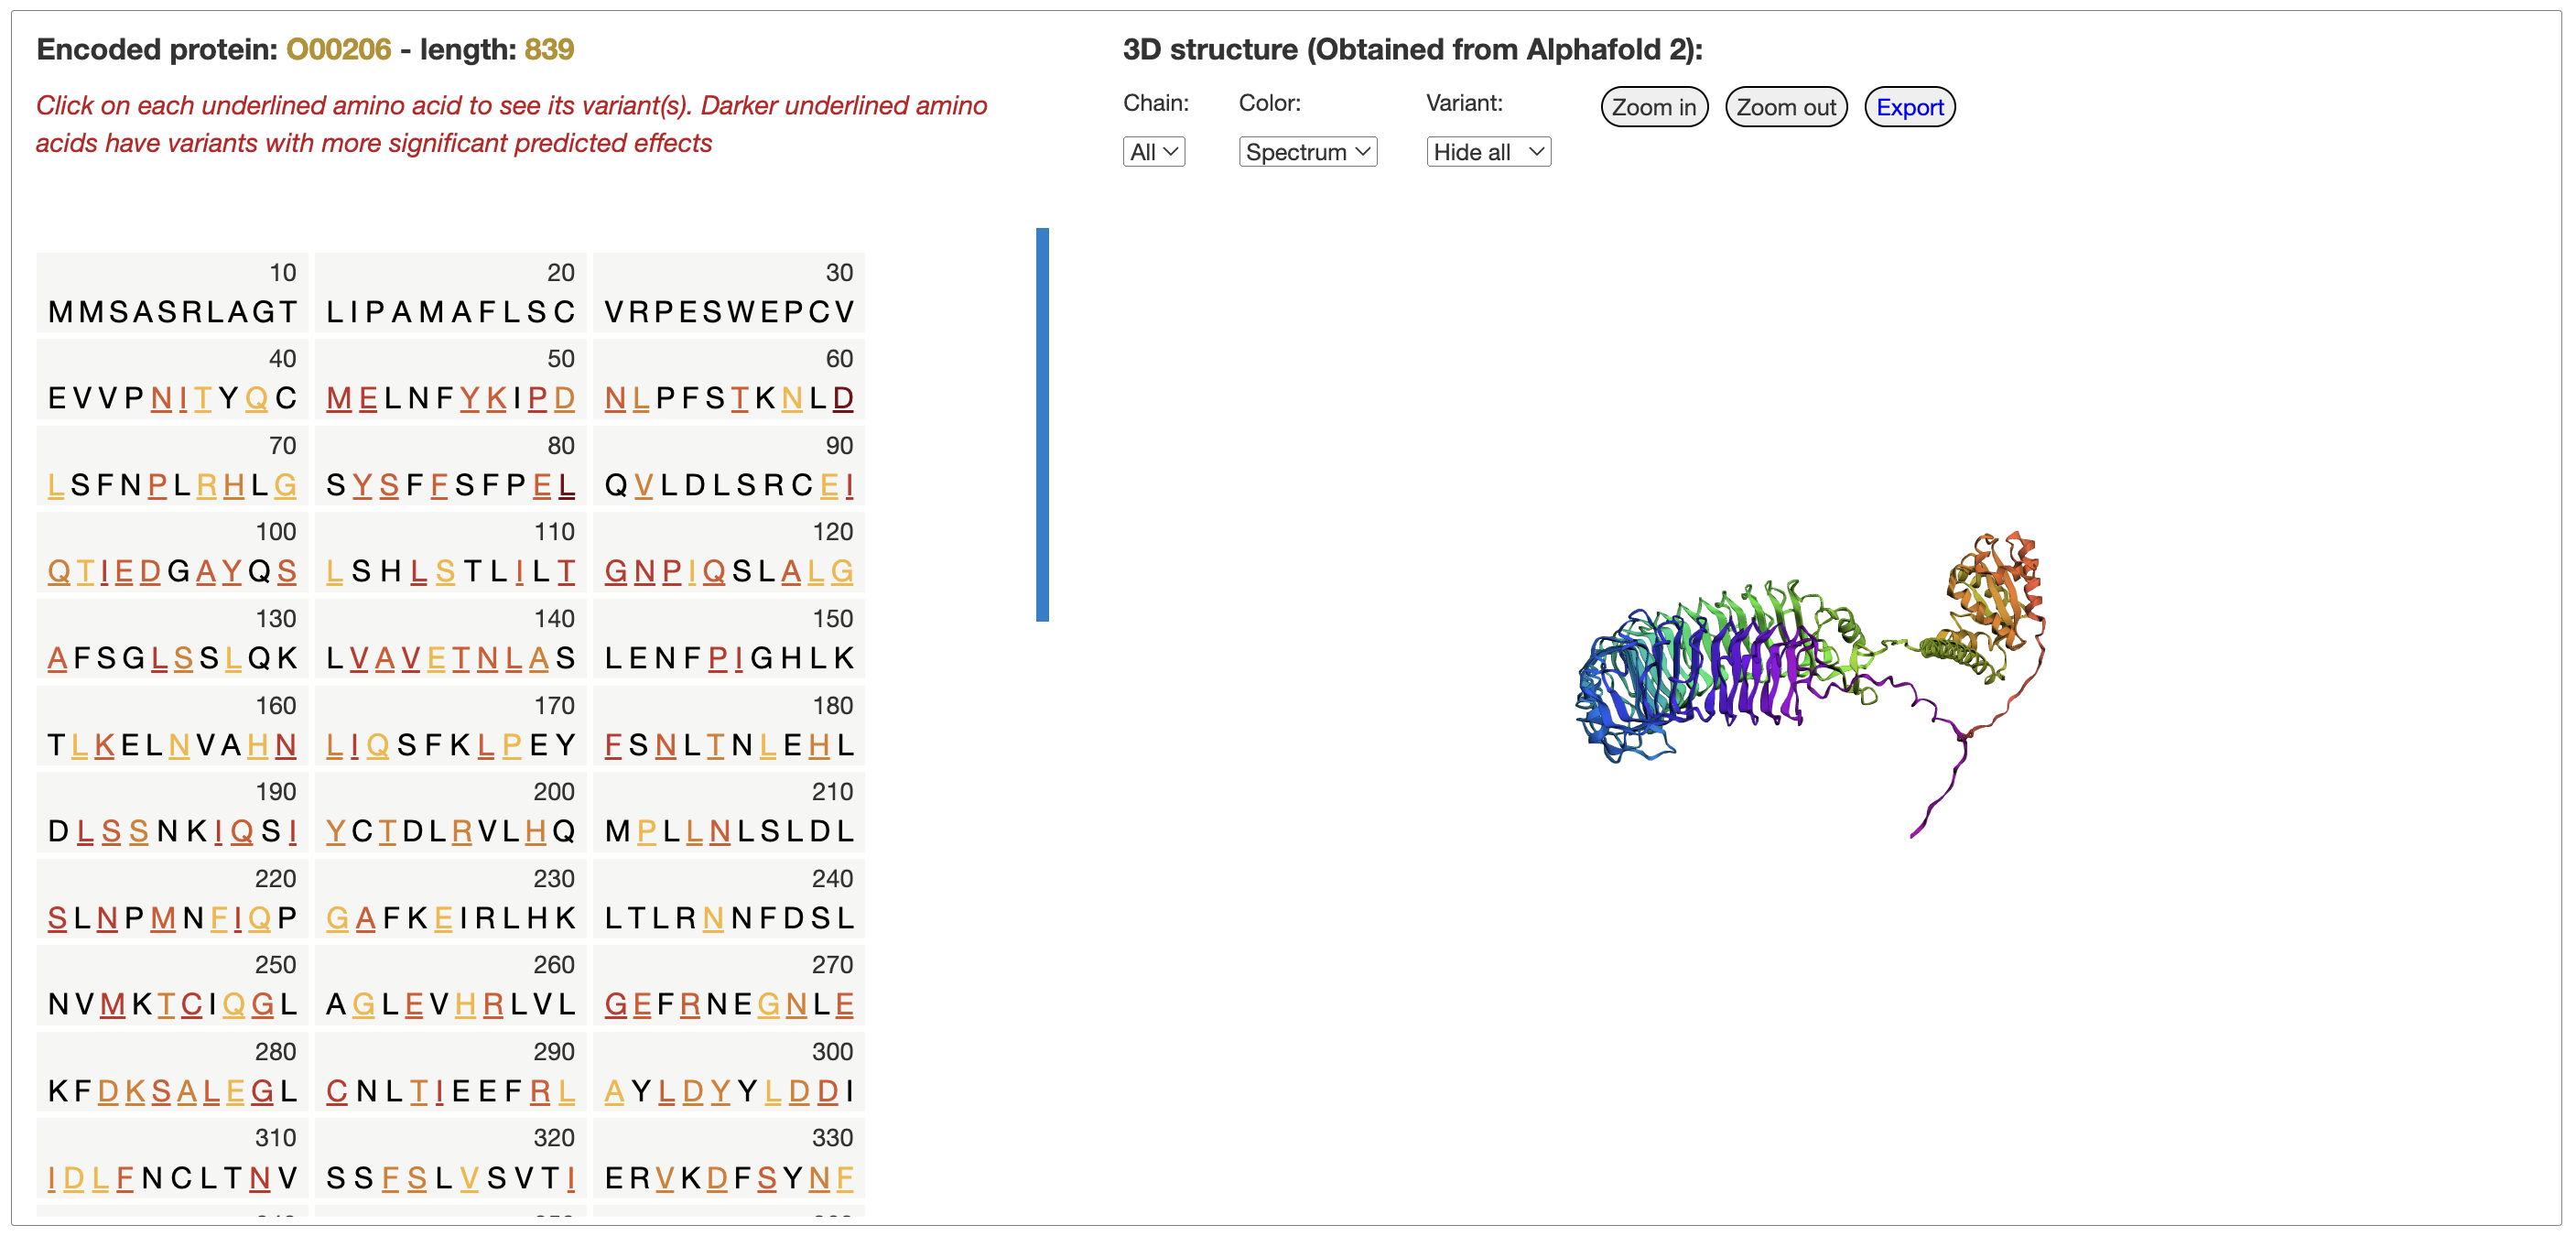 Encoded protein: O00206 - length: 839
Click on each underlined amino acid to see its variant(s). Darker underlined amino
acids have variants with more significant predicted effects
10 20 30
MMSASRLAGT LIPAMAFLSC VRPESWEPCV
40 50 60
EVVPNITYQC MELNFYKIPD NLPFSTKNLD
70 80 90
LSFNPLRHLG SYSFFSFPEL QVLDLSRCEI
100 110 120
QTIEDGAYQS LSHLSTLILT GNPIQSLALG
130 140 150
AFSGLSSLQK LVAVETNLAS LENFPIGHLK
160 170 180
TLKELNVAHN LIQSFKLPEY FSNLTNLEHL
190 200 210
DLSSNKIQSI YCTDLRVLHQ MPLLNLSLDL
220 230 240
SLNPMNFIQP GAFKEIRLHK LTLRNNFDSL
250 260 270
NVMKTCIQGL AGLEVHRLVL GEFRNEGNLE
280 290 300
KFDKSALEGL CNLTIEEFRL AYLDYYLDDI
310 320 330
IDLFNCLTNV SSFSLVSVTI ERVKDFSYNF
3D structure (Obtained from Alphafold 2):
Chain: Color: Variant: Zoom in Zoom out Export
All Spectrum Hide all